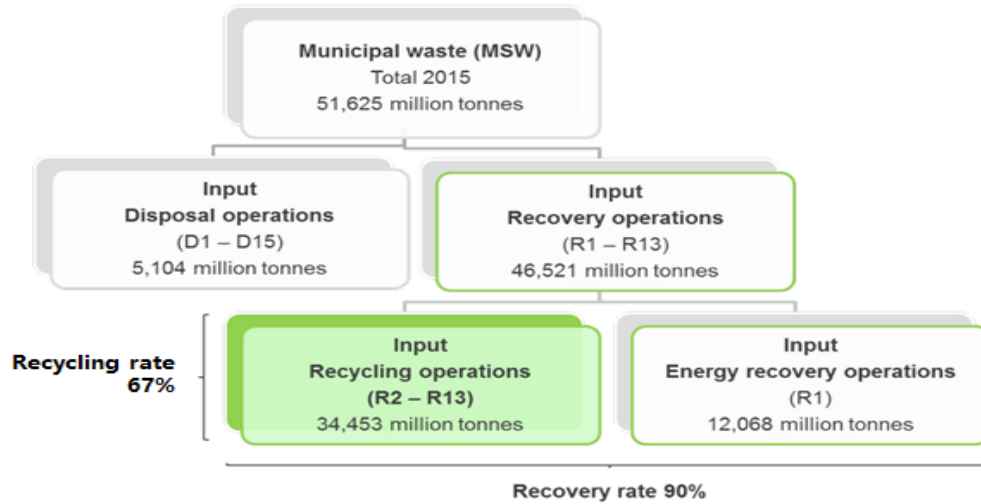 Municipal waste (MSW)
Total 2015
51,625 million tonnes
Input
Disposal operations
(D1 – D15)
5,104 million tonnes
Input
Recovery operations
(R1 – R13)
46,521 million tonnes
Recycling rate
67%
Input
Recycling operations
(R2 – R13)
34,453 million tonnes
Input
Energy recovery operations
(R1)
12,068 million tonnes
Recovery rate 90%